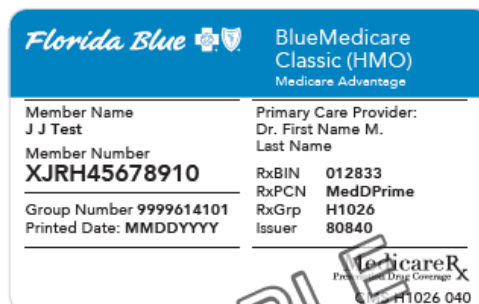 Florida Blue
BlueMedicare
Classic (HMO)
Medicare Advantage
Member Name
J J Test
Member Number
XJRH45678910
Group Number 9999614101
Printed Date: MMDDYYYY
Primary Care Provider:
Dr. First Name M.
Last Name
RxBIN 012833
RxPCN MedDPrime
RxGrp H1026
Issuer 80840
MedicareRx
Prescription Drug Coverage
CMS H1026 040